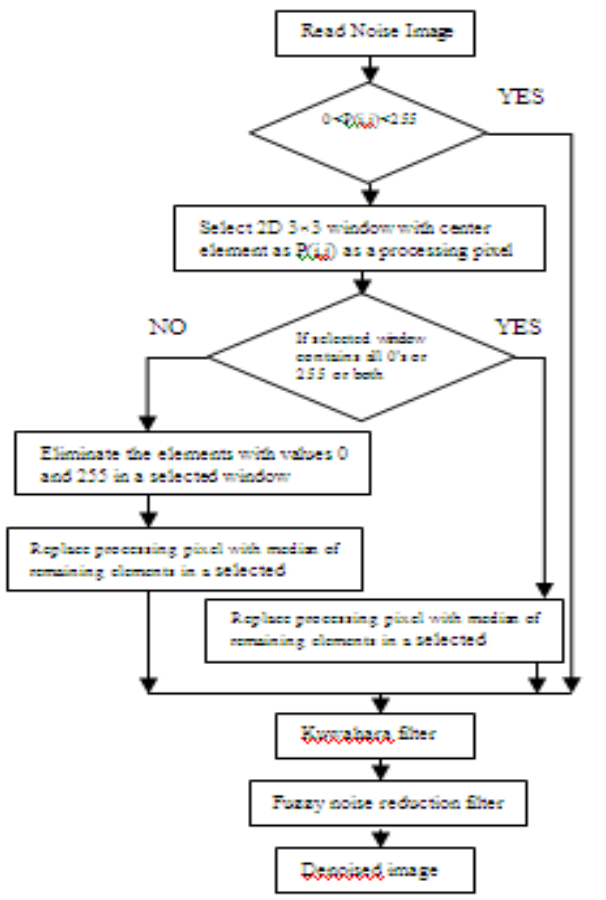 Read Noise Image
YES
0<P(i,j)<255
Select 2D 3~3 window with center
element as P(i,j) as a processing pixel
NO
YES
If selected window
contains all 0's or
255 or both
Eliminate the elements with values 0
and 255 in a selected window
Replace processing pixel with median of
remaining elements in a selected
Replace processing pixel with median of
remaining elements in a selected
Kuwahara filter
Fuzzy noise reduction filter
Denoised image